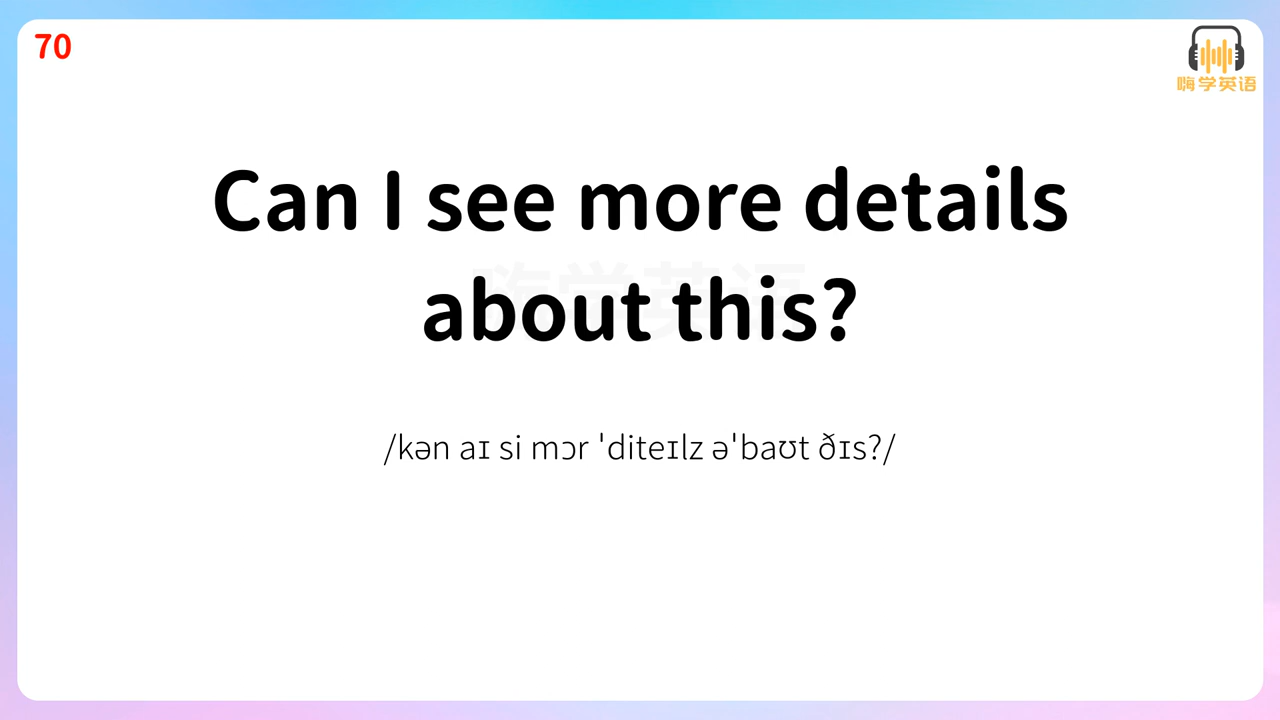 70
嗨学英语
Can I see more details
about this?
/kən aɪ si mɔr ˈditeɪlz əˈbaʊt ðɪs?/